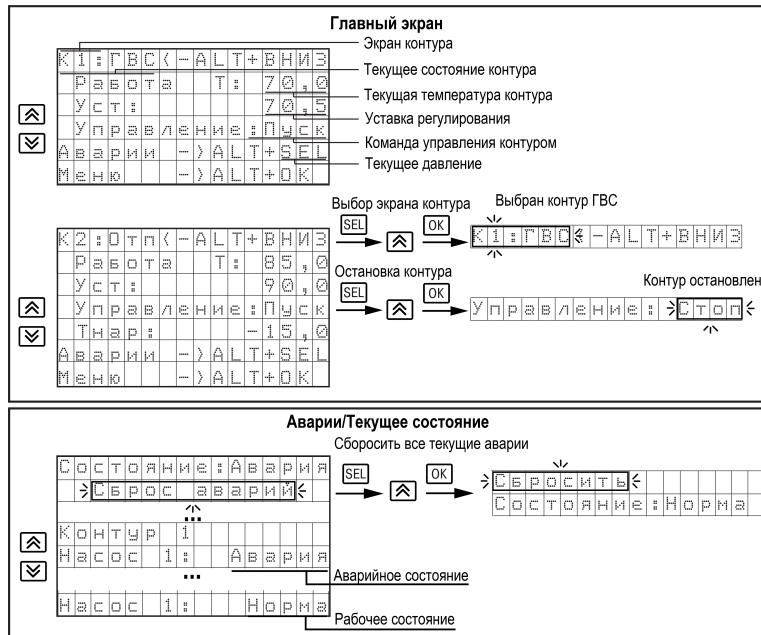 Главный экран
К1:ГВС<-ALT+ВНИЗ
Работа Т: 70,0
Уст: 70,5
Управление:Пуск
Аварии ->ALT+SEL
Меню ->ALT+OK
Экран контура
Текущее состояние контура
Текущая температура контура
Уставка регулирования
Команда управления контуром
Текущее давление
К2:Отп<-ALT+ВНИЗ
Работа Т: 85,0
Уст: 90,0
Управление:Пуск
Тнар: -15,0
Аварии ->ALT+SEL
Меню ->ALT+OK
Выбор экрана контура
SEL
OK
Выбран контур ГВС
К1:ГВС<-ALT+ВНИЗ
Остановка контура
SEL
OK
Контур остановлен
Управление: Стоп
Аварии/Текущее состояние
Сборосить все текущие аварии
Состояние:Авария
Сброс аварий
...
Контур 1
Насос 1: Авария
...
Насос 1: Норма
SEL
OK
Сбросить
Состояние:Норма
Аварийное состояние
Рабочее состояние